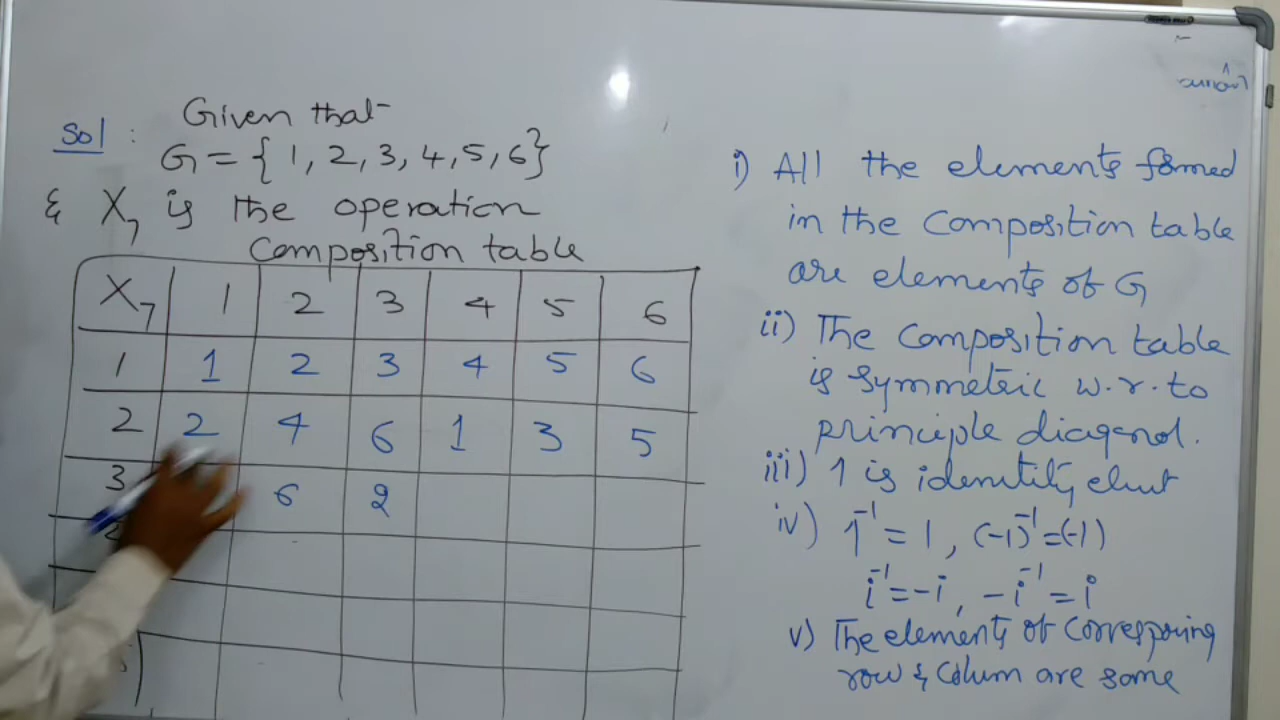 Sol : Given that
G = { 1, 2, 3, 4, 5, 6}
& X7 is the operation
Composition table
X7 1 2 3 4 5 6
1 1 2 3 4 5 6
2 2 4 6 1 3 5
3 6 2
i) All the elements formed
in the Composition table
are elements of G
ii) The Composition table
is symmetric w.r.to
principle diagonol.
iii) 1 is idenitity elmt
iv) 1⁻¹ = 1, (-1)⁻¹=(-1)
i⁻¹=-i, -i⁻¹=i
v) The elements of Corresporing
row & Column are same